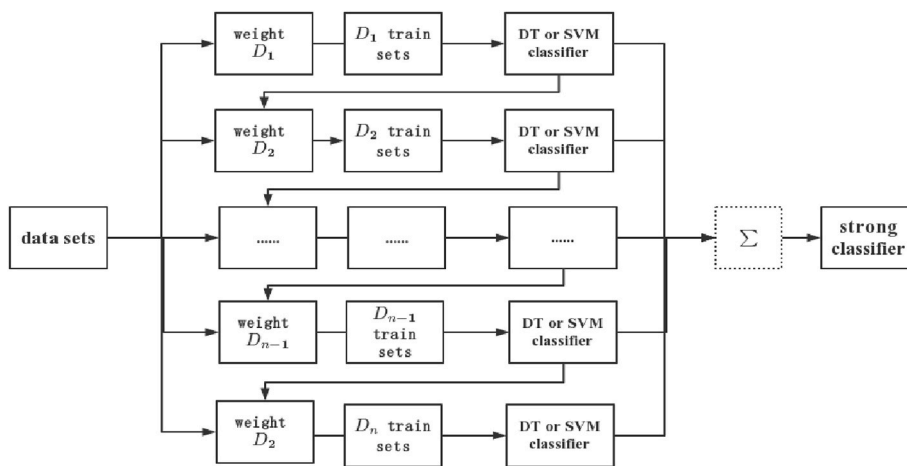 weight
D₁
D₁ train
sets
DT or SVM
classifier
weight
D₂
D₂ train
sets
DT or SVM
classifier
data sets
......
......
......
Σ
strong
classifier
weight
Dₙ₋₁
Dₙ₋₁
train
sets
DT or SVM
classifier
weight
D₂
Dₙ train
sets
DT or SVM
classifier